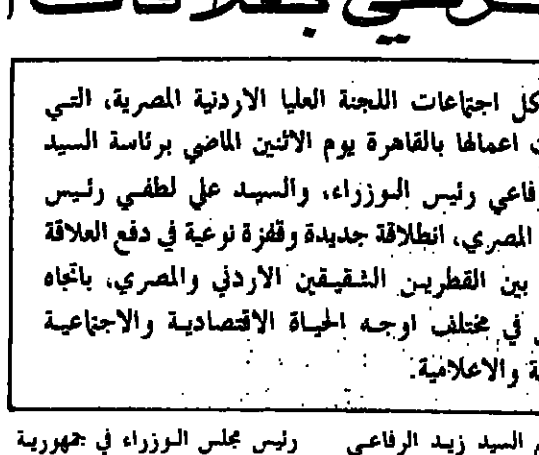 كل اجتماعات اللجنة العليا الاردنية المصرية، التي
اعمالها بالقاهرة يوم الاثنين الماضي برئاسة السيد
رئيس الوزراء، والسيد علي لطفي رئيس
المصري، انطلاقة جديدة وقفزة نوعية في دفع العلاقة
بين القطرين الشقيقين الاردني والمصري، باتجاه
في مختلف اوجه الحياة الاقتصادية والاجتماعية
والاعلامية.
السيد زيد الرفاعي رئيس مجلس الوزراء في جمهورية